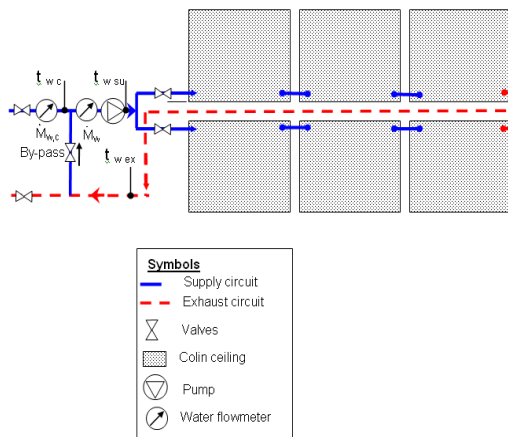 t w c
t w su
Ṁw,c
Ṁw
By-pass
t w ex
Symbols
Supply circuit
Exhaust circuit
Valves
Colin ceiling
Pump
Water flowmeter